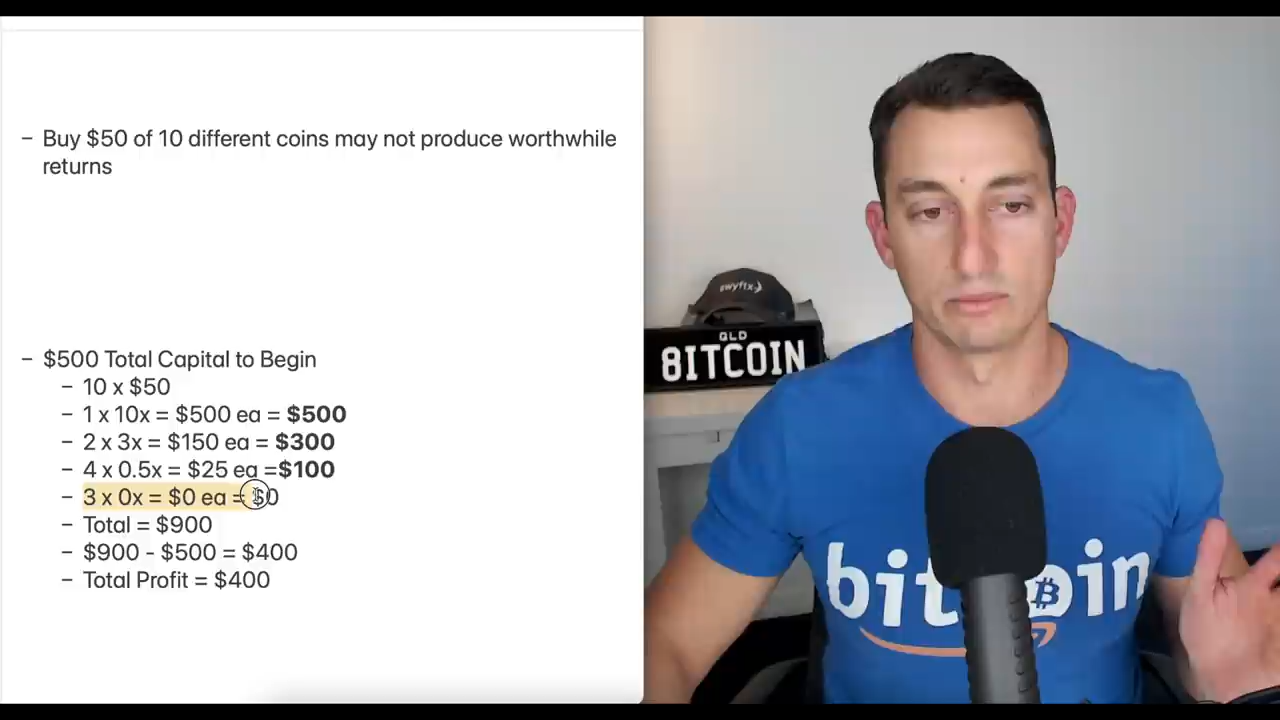 - Buy $50 of 10 different coins may not produce worthwhile
returns
- $500 Total Capital to Begin
- 10 x $50
- 1 x 10x = $500 ea = $500
- 2 x 3x = $150 ea = $300
- 4 x 0.5x = $25 ea =$100
- 3 x 0x = $0 ea = $0
- Total = $900
- $900 - $500 = $400
- Total Profit = $400
swyftx
QLD
8ITCOIN
bitcoin